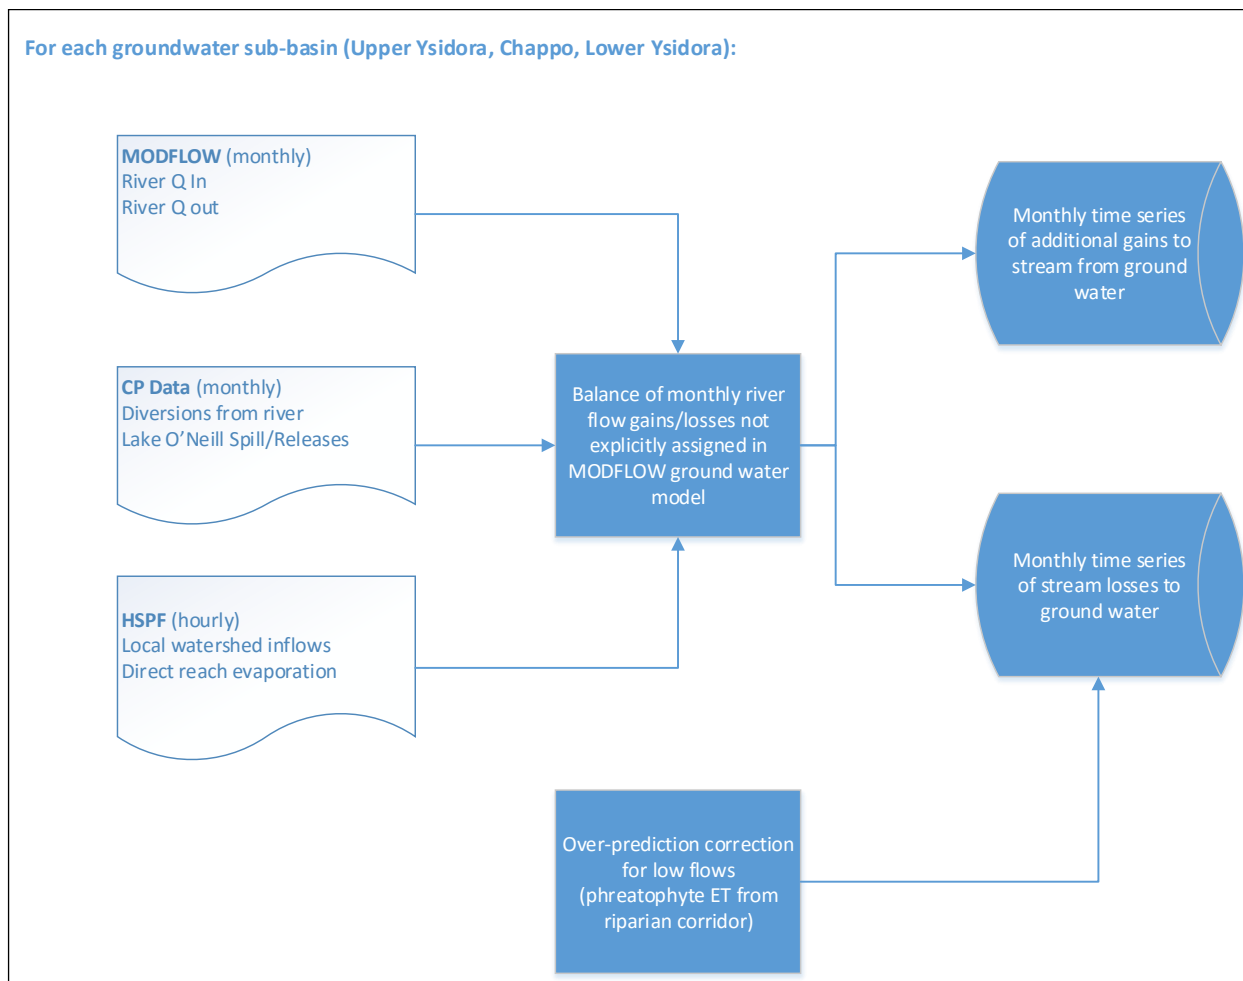 For each groundwater sub-basin (Upper Ysidora, Chappo, Lower Ysidora):
MODFLOW (monthly)
River Q In
River Q out
CP Data (monthly)
Diversions from river
Lake O’Neill Spill/Releases
HSPF (hourly)
Local watershed inflows
Direct reach evaporation
Balance of monthly river
flow gains/losses not
explicitly assigned in
MODFLOW ground water
model
Over-prediction correction
for low flows
(phreatophyte ET from
riparian corridor)
Monthly time series
of additional gains to
stream from ground
water
Monthly time series
of stream losses to
ground water